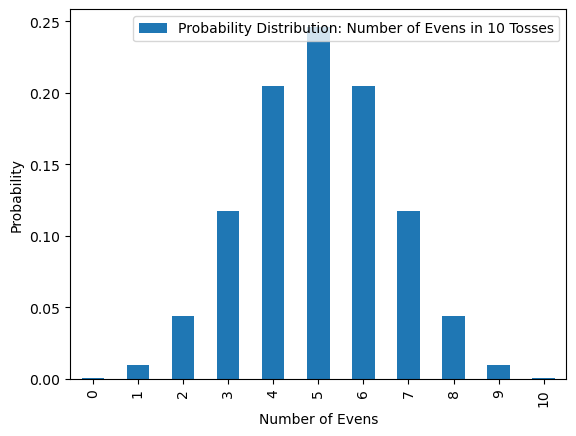 Probability Distribution: Number of Evens in 10 Tosses
0.25
0.20
0.15
0.10
0.05
0.00
Probability
0 1 2 3 4 5 6 7 8 9 10
Number of Evens